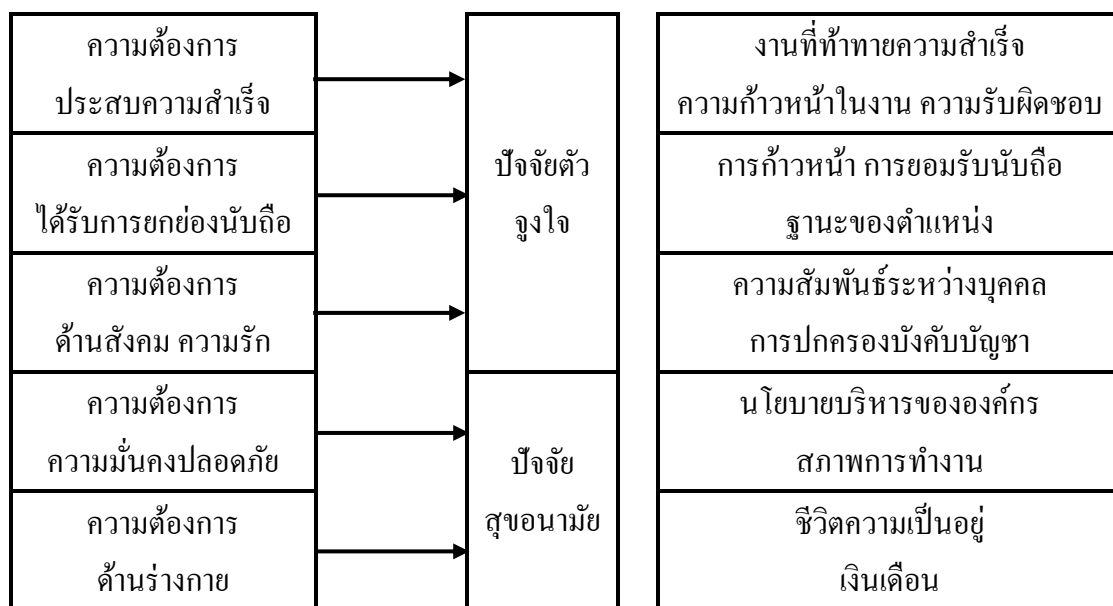 ความต้องการ
ประสบความสำเร็จ
ความต้องการ
ได้รับการยกย่องนับถือ
ความต้องการ
ด้านสังคม ความรัก
ความต้องการ
ความมั่นคงปลอดภัย
ความต้องการ
ด้านร่างกาย
ปัจจัยตัว
จูงใจ
ปัจจัย
สุขอนามัย
งานที่ท้าทายความสำเร็จ
ความก้าวหน้าในงาน ความรับผิดชอบ
การก้าวหน้า การยอมรับนับถือ
ฐานะของตำแหน่ง
ความสัมพันธ์ระหว่างบุคคล
การปกครองบังคับบัญชา
นโยบายบริหารขององค์กร
สภาพการทำงาน
ชีวิตความเป็นอยู่
เงินเดือน